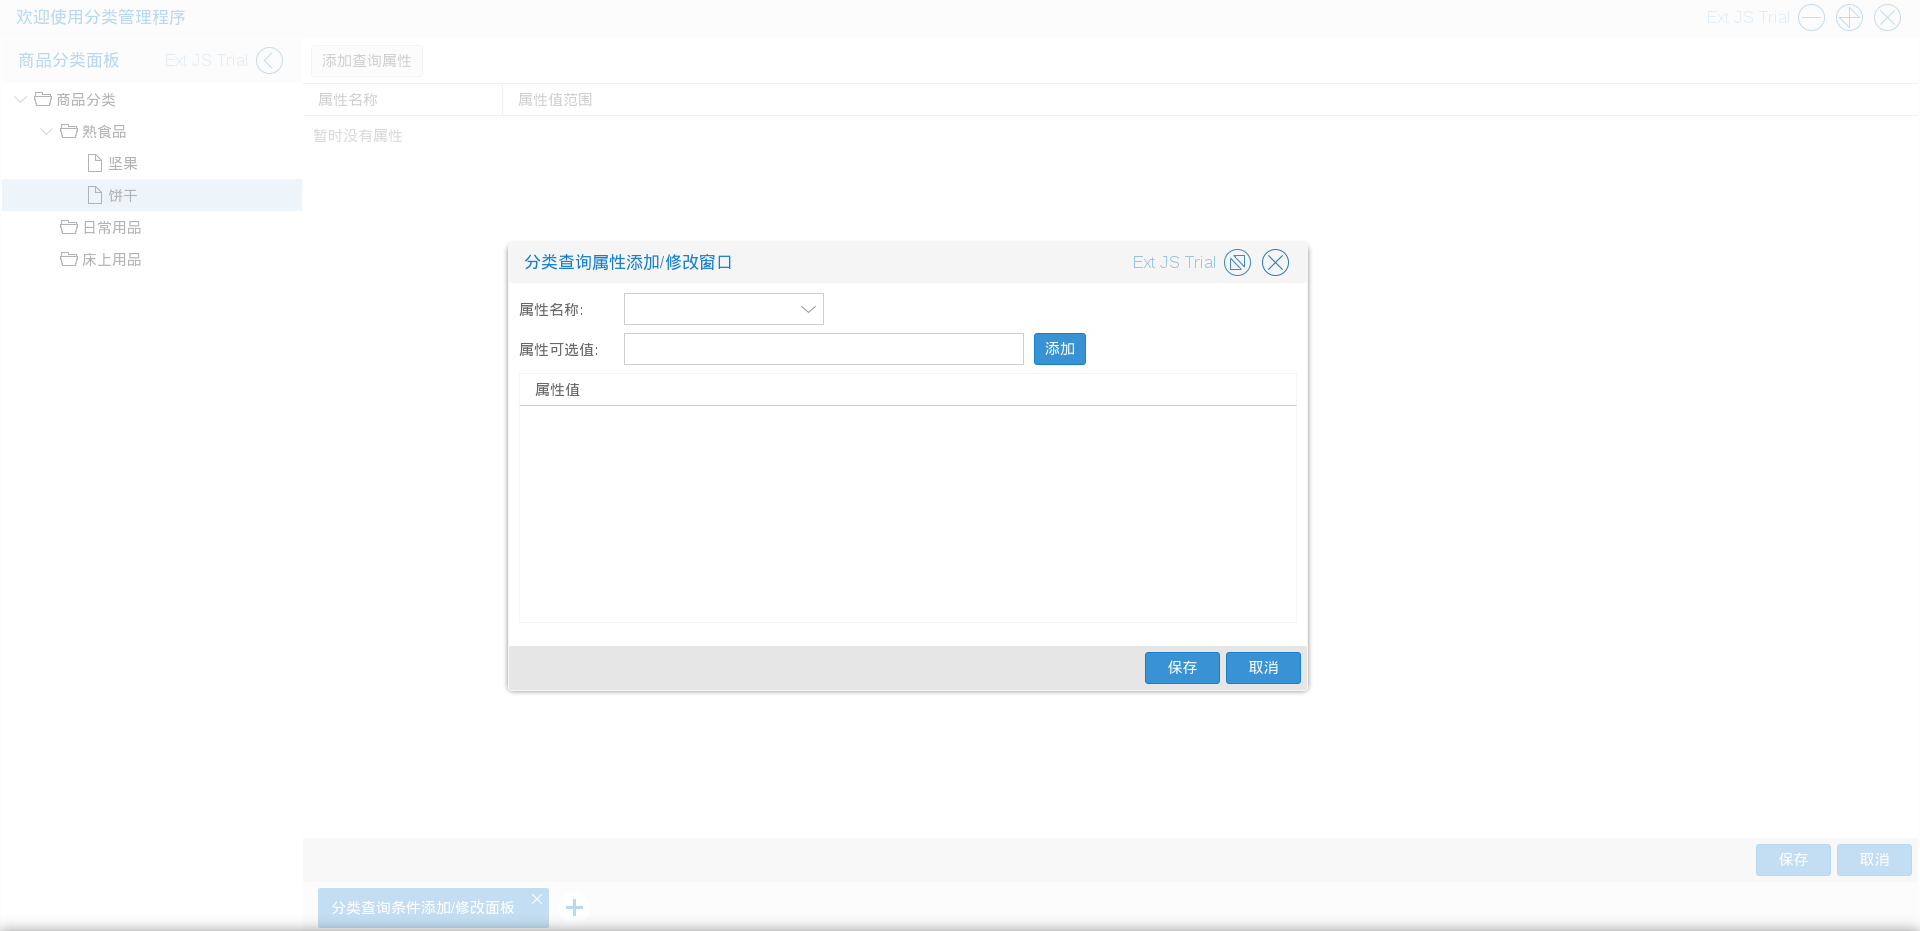 欢迎使用分类管理程序
Ext JS Trial
商品分类面板
Ext JS Trial
添加查询属性
商品分类
属性名称
属性值范围
熟食品
暂时没有属性
坚果
饼干
日常用品
床上用品
分类查询属性添加/修改窗口
Ext JS Trial
属性名称:
属性可选值:
添加
属性值
保存
取消
保存
取消
分类查询条件添加/修改面板